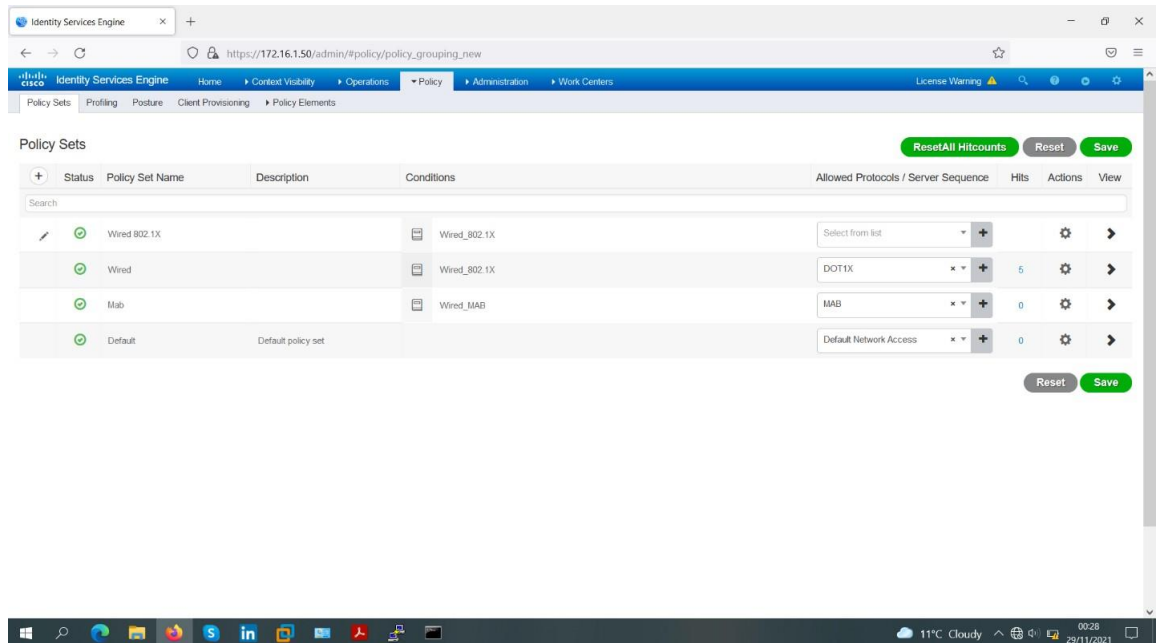 Identity Services Engine
https://172.16.1.50/admin/#policy/policy_grouping_new
cisco Identity Services Engine Home Context Visibility Operations Policy Administration Work Centers License Warning
Policy Sets Profiling Posture Client Provisioning Policy Elements
Policy Sets
ResetAll Hitcounts Reset Save
Status Policy Set Name Description Conditions Allowed Protocols / Server Sequence Hits Actions View
Search
Wired 802.1X Wired_802.1X Select from list
Wired Wired_802.1X DOT1X 5
Mab Wired_MAB MAB 0
Default Default policy set Default Network Access 0
Reset Save
11°C Cloudy 00:28
29/11/2021